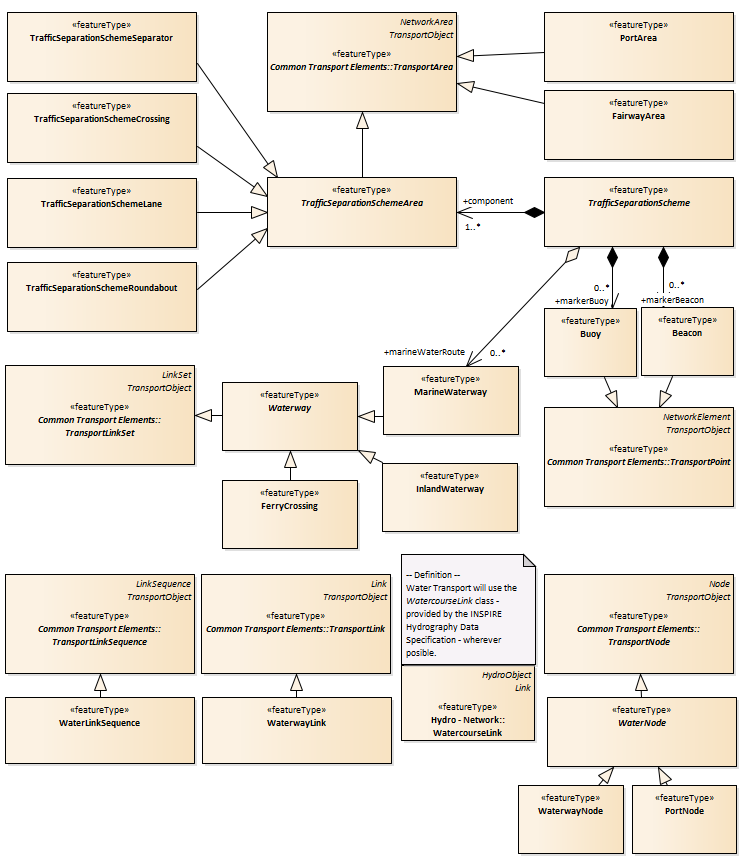 «featureType»
TrafficSeparationSchemeSeparator
NetworkArea
TransportObject
«featureType»
Common Transport Elements::TransportArea
«featureType»
PortArea
«featureType»
TrafficSeparationSchemeCrossing
«featureType»
FairwayArea
«featureType»
TrafficSeparationSchemeLane
«featureType»
TrafficSeparationSchemeArea
+component
1..*
«featureType»
TrafficSeparationScheme
«featureType»
TrafficSeparationSchemeRoundabout
0..*
+markerBuoy
0..*
+markerBeacon
«featureType»
Buoy
«featureType»
Beacon
+marineWaterRoute
0..*
LinkSet
TransportObject
«featureType»
Common Transport Elements::
TransportLinkSet
«featureType»
Waterway
«featureType»
MarineWaterway
NetworkElement
TransportObject
«featureType»
Common Transport Elements::TransportPoint
«featureType»
FerryCrossing
«featureType»
InlandWaterway
LinkSequence
TransportObject
«featureType»
Common Transport Elements::
TransportLinkSequence
Link
TransportObject
«featureType»
Common Transport Elements::TransportLink
-- Definition --
Water Transport will use the
WatercourseLink class -
provided by the INSPIRE
Hydrography Data
Specification - wherever
posible.
Node
TransportObject
«featureType»
Common Transport Elements::
TransportNode
HydroObject
Link
«featureType»
Hydro - Network::
WatercourseLink
«featureType»
WaterLinkSequence
«featureType»
WaterwayLink
«featureType»
WaterNode
«featureType»
WaterwayNode
«featureType»
PortNode